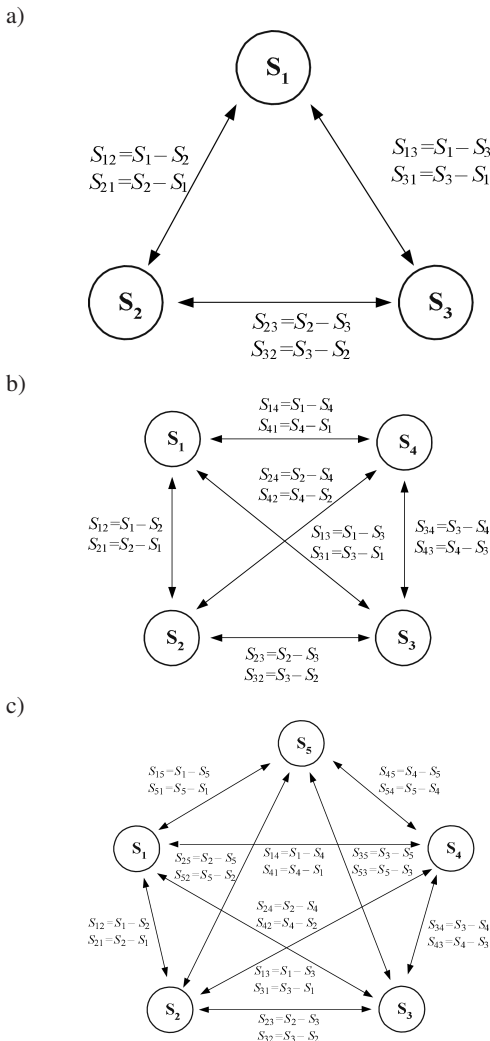 a)
S₁
S₁₂=S₁−S₂
S₂₁=S₂−S₁
S₁₃=S₁−S₃
S₃₁=S₃−S₁
S₂
S₃
S₂₃=S₂−S₃
S₃₂=S₃−S₂
b)
S₁₄=S₁−S₄
S₄₁=S₄−S₁
S₁
S₄
S₂₄=S₂−S₄
S₄₂=S₄−S₂
S₁₂=S₁−S₂
S₂₁=S₂−S₁
S₁₃=S₁−S₃
S₃₁=S₃−S₁
S₃₄=S₃−S₄
S₄₃=S₄−S₃
S₂
S₃
S₂₃=S₂−S₃
S₃₂=S₃−S₂
c)
S₅
S₁₅=S₁−S₅
S₅₁=S₅−S₁
S₄₅=S₄−S₅
S₅₄=S₅−S₄
S₁
S₄
S₂₅=S₂−S₅
S₅₂=S₅−S₂
S₁₄=S₁−S₄
S₄₁=S₄−S₁
S₃₅=S₃−S₅
S₅₃=S₅−S₃
S₂₄=S₂−S₄
S₄₂=S₄−S₂
S₁₂=S₁−S₂
S₂₁=S₂−S₁
S₃₄=S₃−S₄
S₄₃=S₄−S₃
S₁₃=S₁−S₃
S₃₁=S₃−S₁
S₂
S₃
S₂₃=S₂−S₃
S₃₂=S₃−S₂